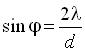 sin φ = 2λ/d